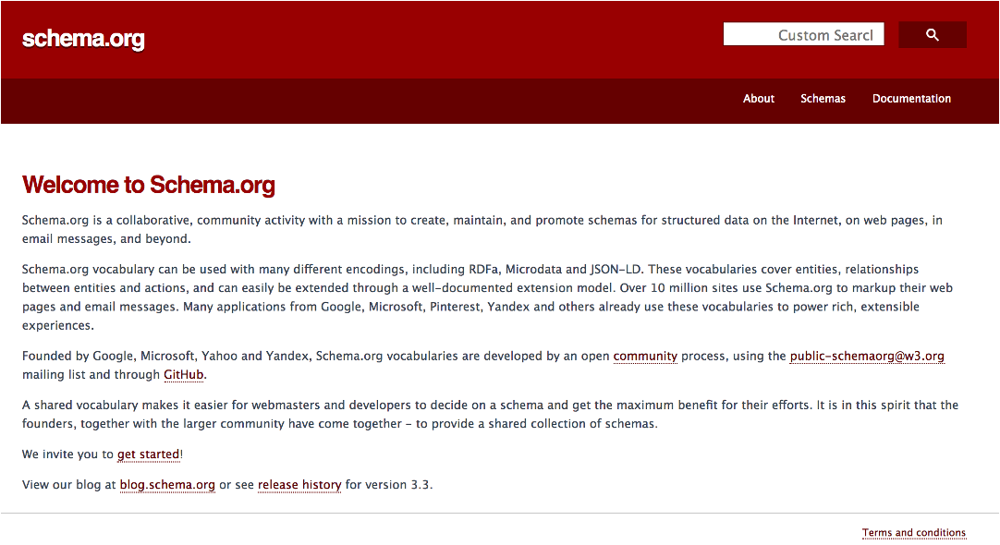 schema.org
Custom Searcl
About Schemas Documentation
Welcome to Schema.org
Schema.org is a collaborative, community activity with a mission to create, maintain, and promote schemas for structured data on the Internet, on web pages, in
email messages, and beyond.
Schema.org vocabulary can be used with many different encodings, including RDFa, Microdata and JSON-LD. These vocabularies cover entities, relationships
between entities and actions, and can easily be extended through a well-documented extension model. Over 10 million sites use Schema.org to markup their web
pages and email messages. Many applications from Google, Microsoft, Pinterest, Yandex and others already use these vocabularies to power rich, extensible
experiences.
Founded by Google, Microsoft, Yahoo and Yandex, Schema.org vocabularies are developed by an open community process, using the public-schemaorg@w3.org
mailing list and through GitHub.
A shared vocabulary makes it easier for webmasters and developers to decide on a schema and get the maximum benefit for their efforts. It is in this spirit that the
founders, together with the larger community have come together - to provide a shared collection of schemas.
We invite you to get started!
View our blog at blog.schema.org or see release history for version 3.3.
Terms and conditions